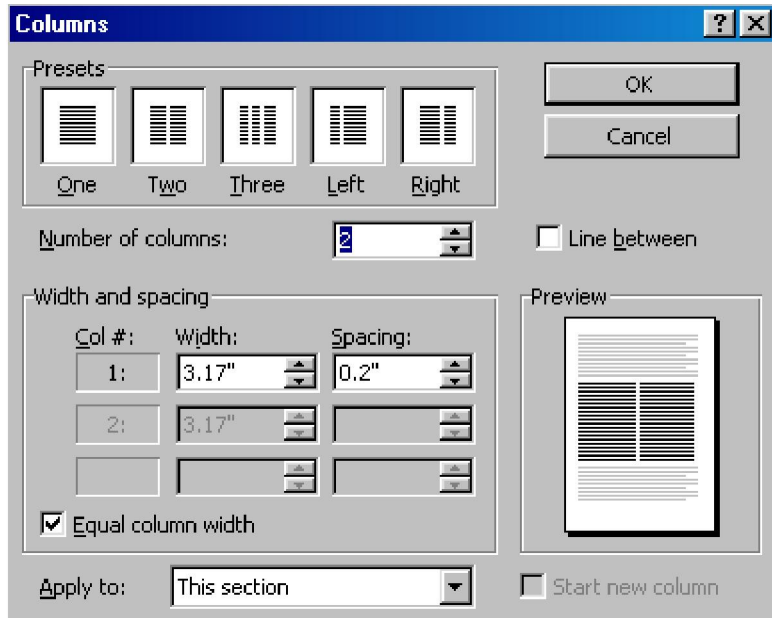 Columns
Presets
One Two Three Left Right
OK
Cancel
Number of columns: 2
Line between
Width and spacing
Col #: Width: Spacing:
1: 3.17" 0.2"
2: 3.17"
Equal column width
Preview
Apply to: This section
Start new column